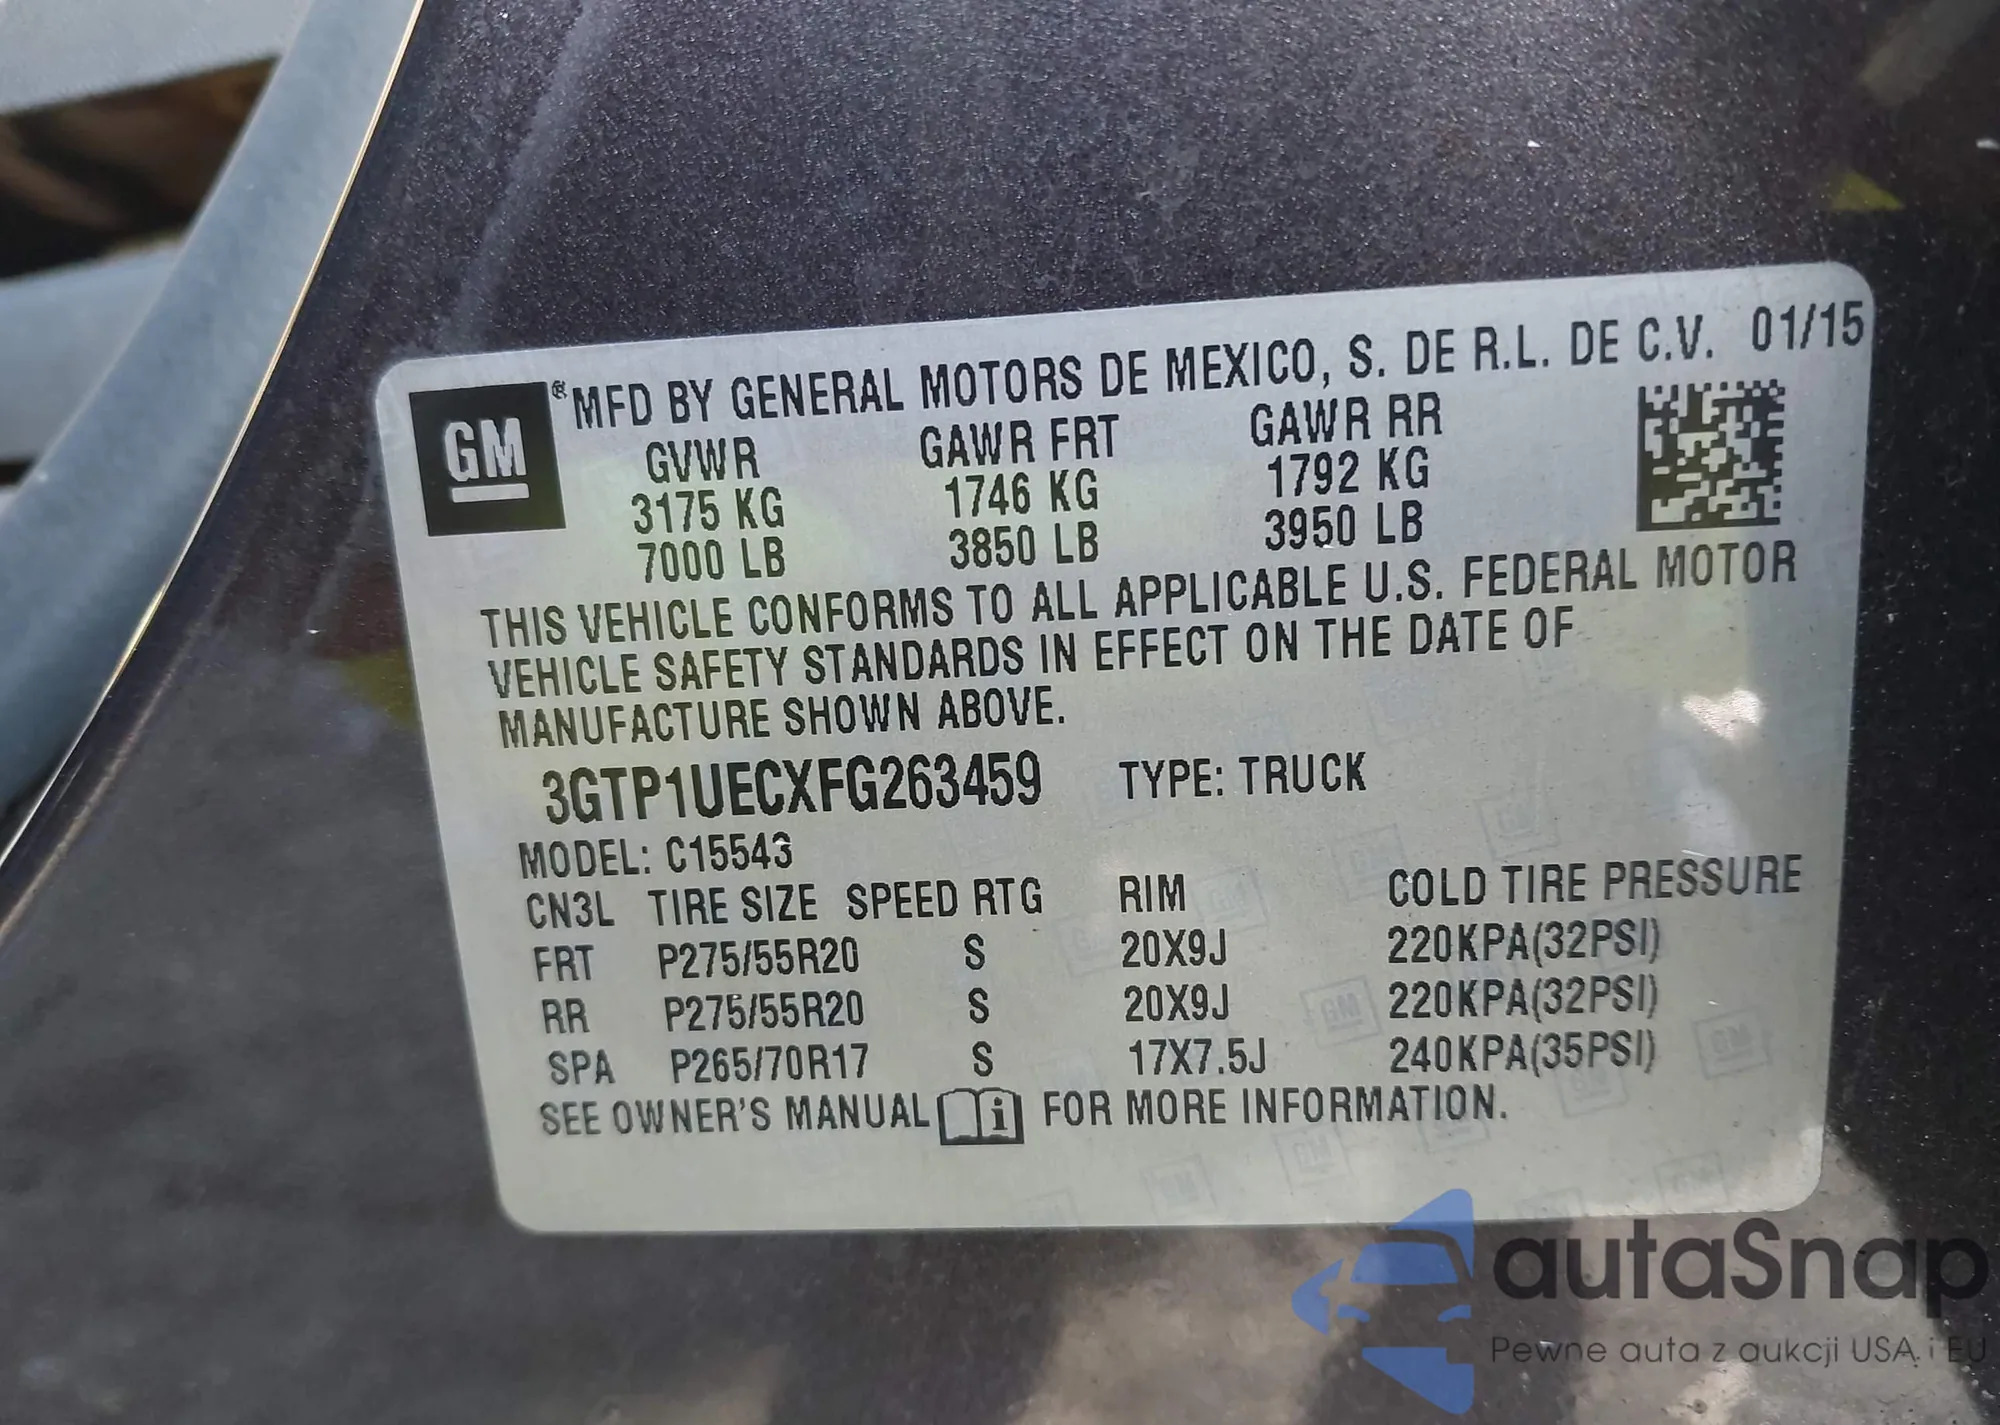 GM ® MFD BY GENERAL MOTORS DE MEXICO, S. DE R.L. DE C.V. 01/15
GVWR GAWR FRT GAWR RR
3175 KG 1746 KG 1792 KG
7000 LB 3850 LB 3950 LB
THIS VEHICLE CONFORMS TO ALL APPLICABLE U.S. FEDERAL MOTOR
VEHICLE SAFETY STANDARDS IN EFFECT ON THE DATE OF
MANUFACTURE SHOWN ABOVE.
3GTP1UECXFG263459 TYPE: TRUCK
MODEL: C15543
CN3L TIRE SIZE SPEED RTG RIM COLD TIRE PRESSURE
FRT P275/55R20 S 20X9J 220KPA(32PSI)
RR P275/55R20 S 20X9J 220KPA(32PSI)
SPA P265/70R17 S 17X7.5J 240KPA(35PSI)
SEE OWNER'S MANUAL i FOR MORE INFORMATION.
autaSnap
Pewne auta z aukcji USA i EU